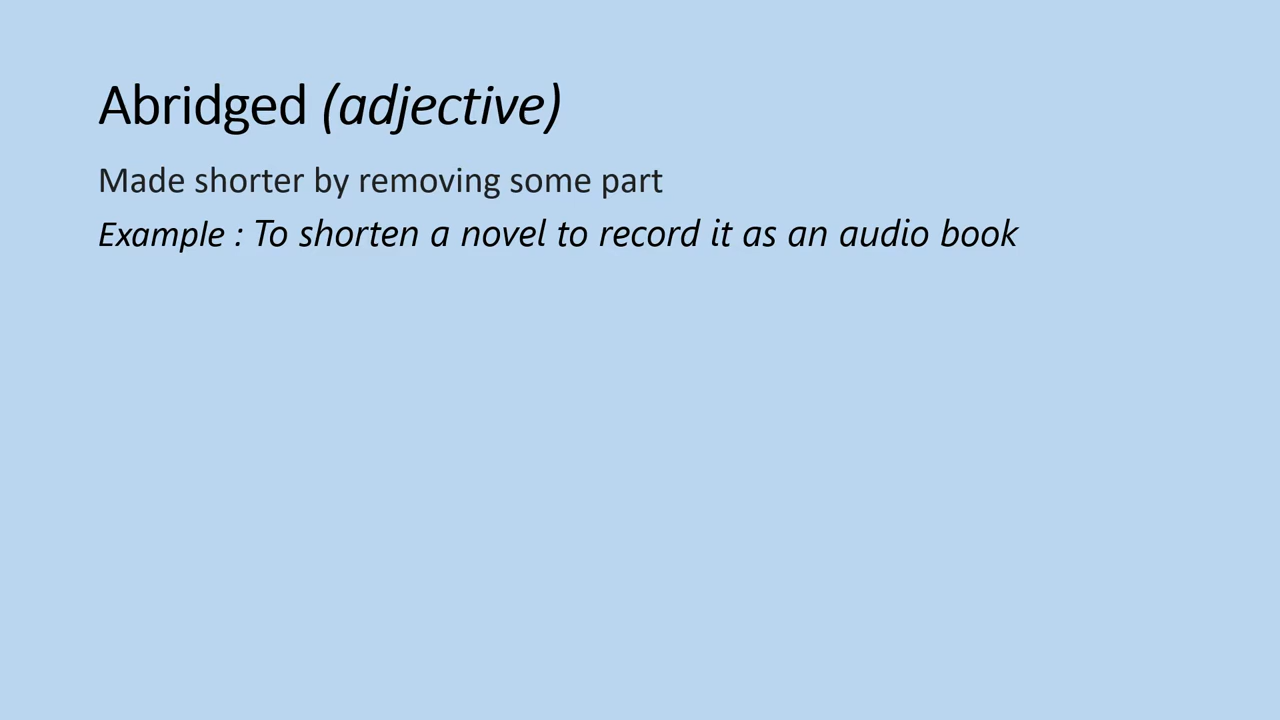 Abridged (adjective)
Made shorter by removing some part
Example : To shorten a novel to record it as an audio book